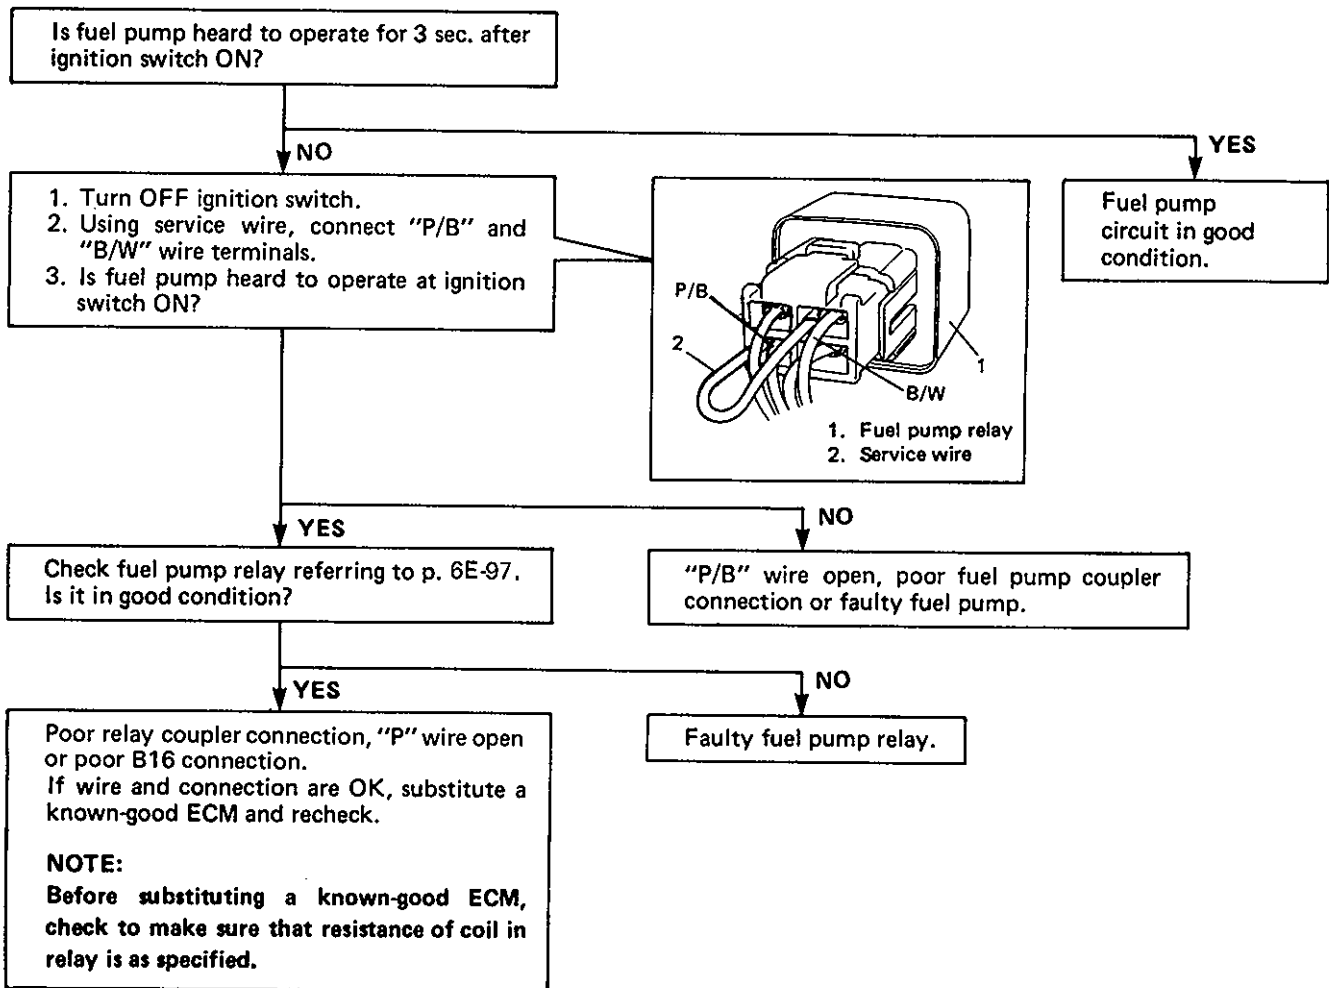 Is fuel pump heard to operate for 3 sec. after
ignition switch ON?
NO
YES
1. Turn OFF ignition switch.
2. Using service wire, connect "P/B" and
"B/W" wire terminals.
3. Is fuel pump heard to operate at ignition
switch ON?
P/B
2
1
B/W
1. Fuel pump relay
2. Service wire
Fuel pump
circuit in good
condition.
YES
NO
Check fuel pump relay referring to p. 6E-97.
Is it in good condition?
"P/B" wire open, poor fuel pump coupler
connection or faulty fuel pump.
YES
NO
Poor relay coupler connection, "P" wire open
or poor B16 connection.
If wire and connection are OK, substitute a
known-good ECM and recheck.
NOTE:
Before substituting a known-good ECM,
check to make sure that resistance of coil in
relay is as specified.
Faulty fuel pump relay.